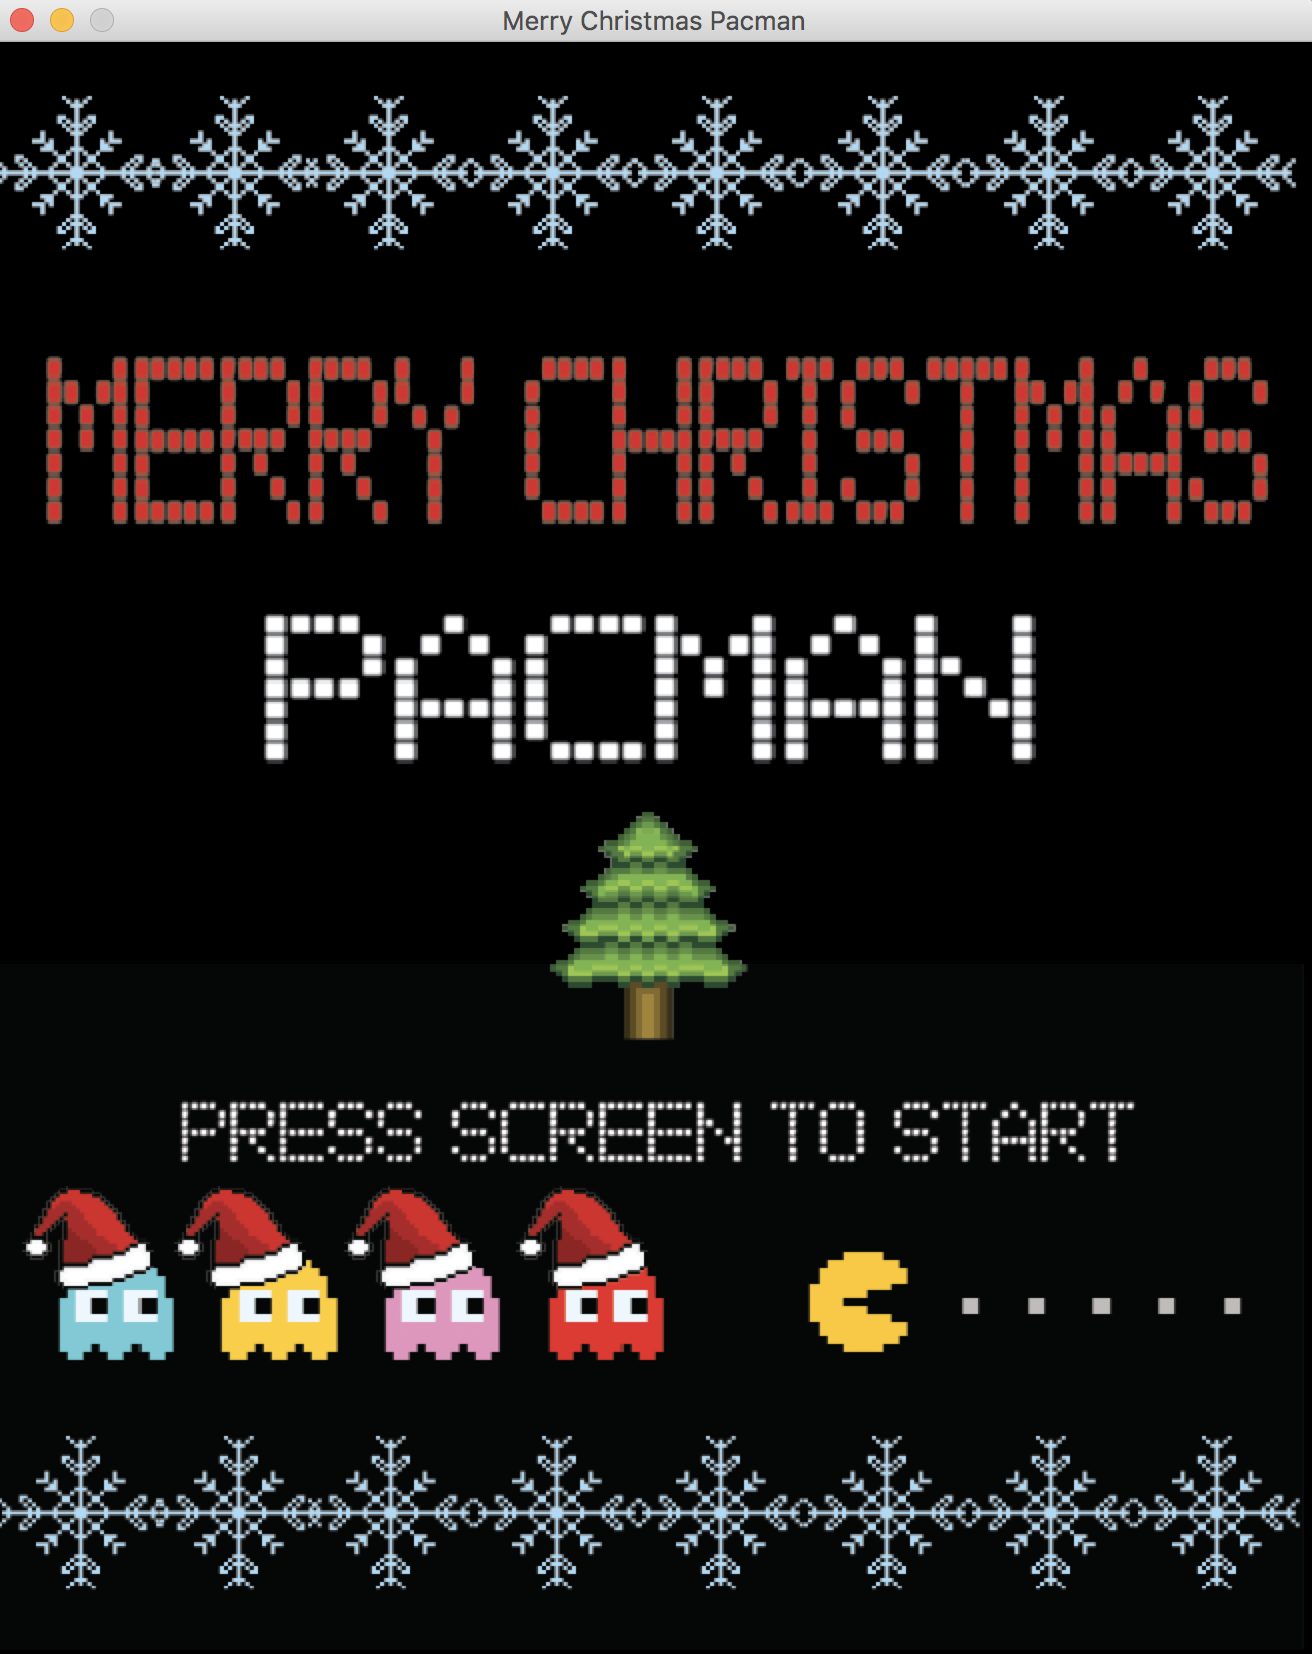 Merry Christmas Pacman
MERRY CHRISTMAS
PACMAN
PRESS SCREEN TO START